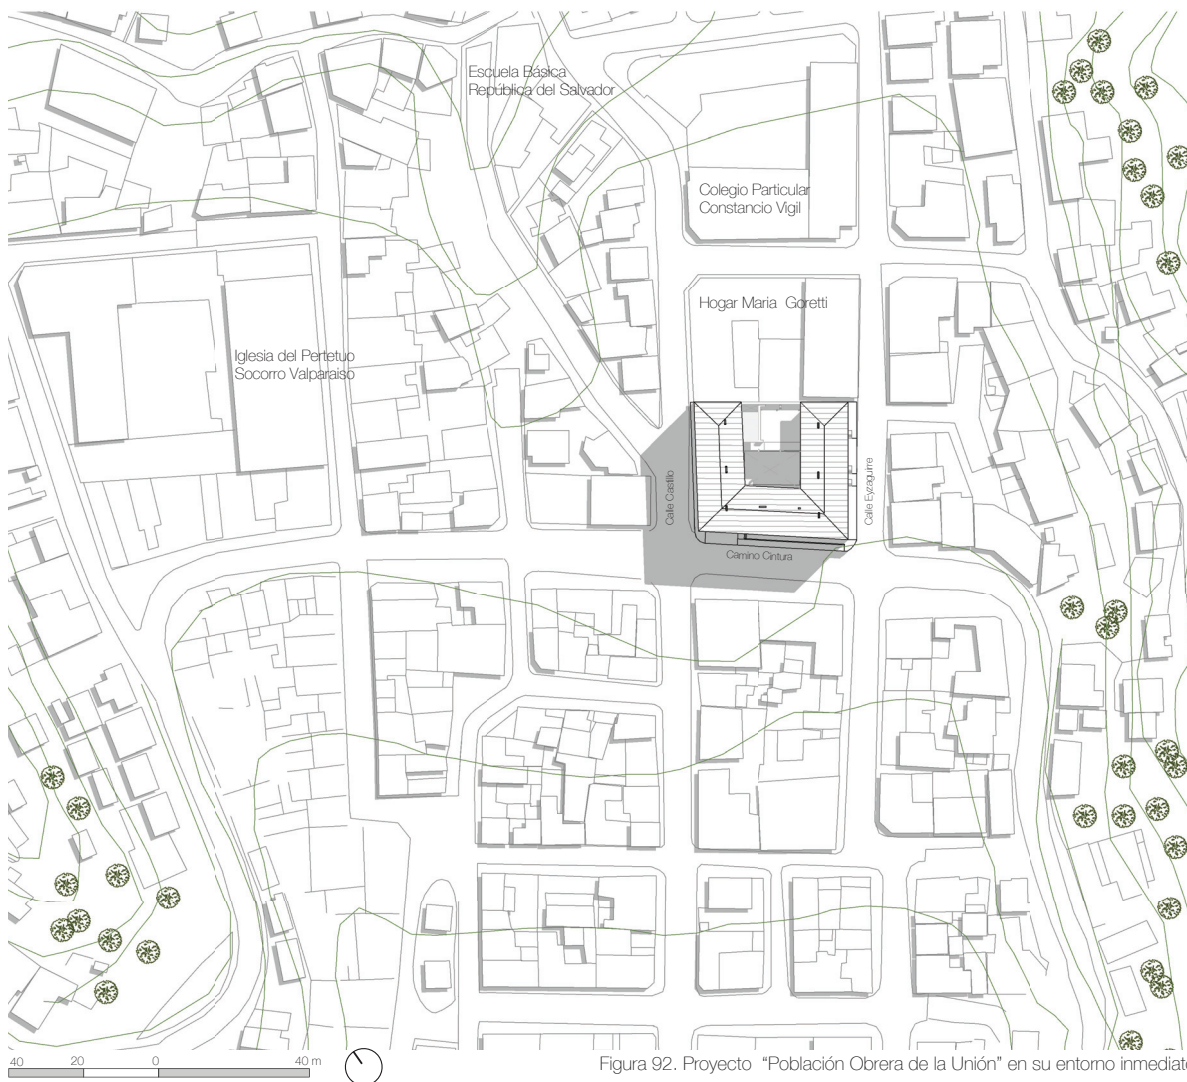 Escuela Básica
República del Salvador
Colegio Particular
Constancio Vigil
Hogar Maria Goretti
Iglesia del Pertetuo
Socorro Valparaiso
Calle Castillo
Calle Eyzaguirre
Camino Cintura
40 20 0 40 m
Figura 92. Proyecto "Población Obrera de la Unión" en su entorno inmediato